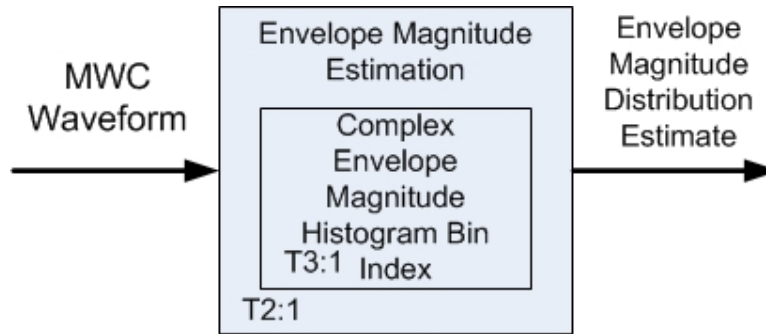 MWC
Waveform
Envelope Magnitude
Estimation
Complex
Envelope
Magnitude
Histogram Bin
T3:1 Index
T2:1
Envelope
Magnitude
Distribution
Estimate